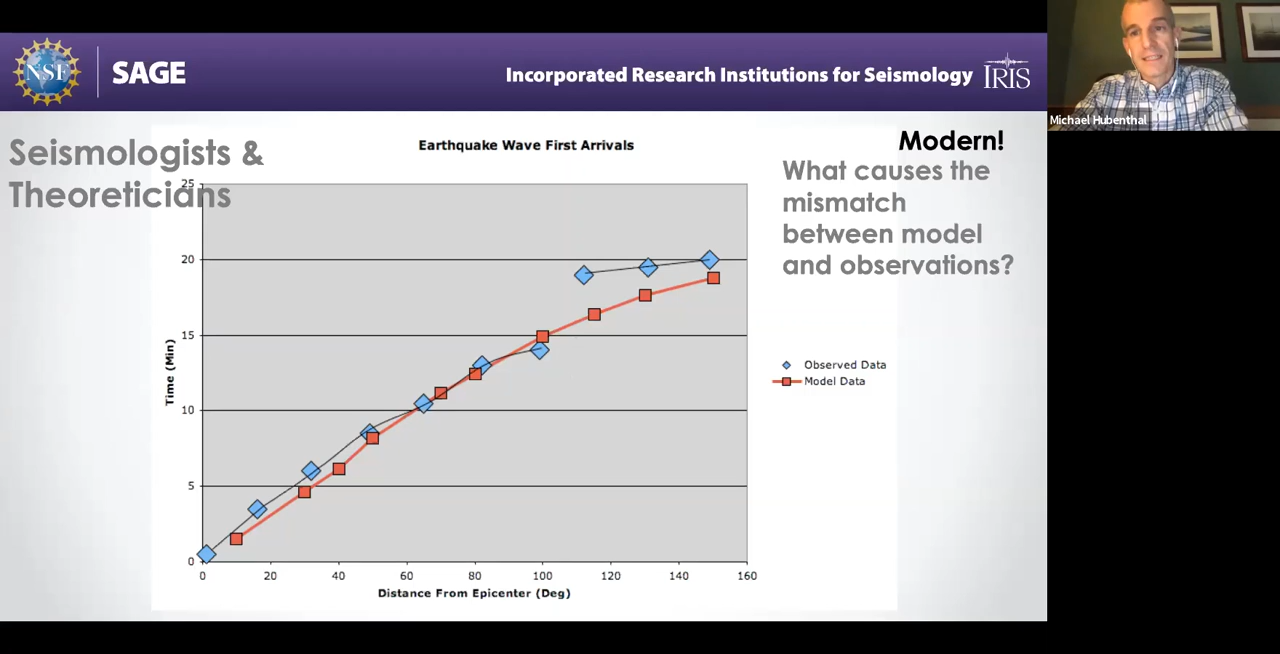 NSF
SAGE
Incorporated Research Institutions for Seismology
IRIS
Michael Hubenthal
Seismologists &
Theoreticians
Earthquake Wave First Arrivals
Modern!
What causes the
mismatch
between model
and observations?
25
20
15
10
5
0
Time (Min)
0 20 40 60 80 100 120 140 160
Distance From Epicenter (Deg)
Observed Data
Model Data